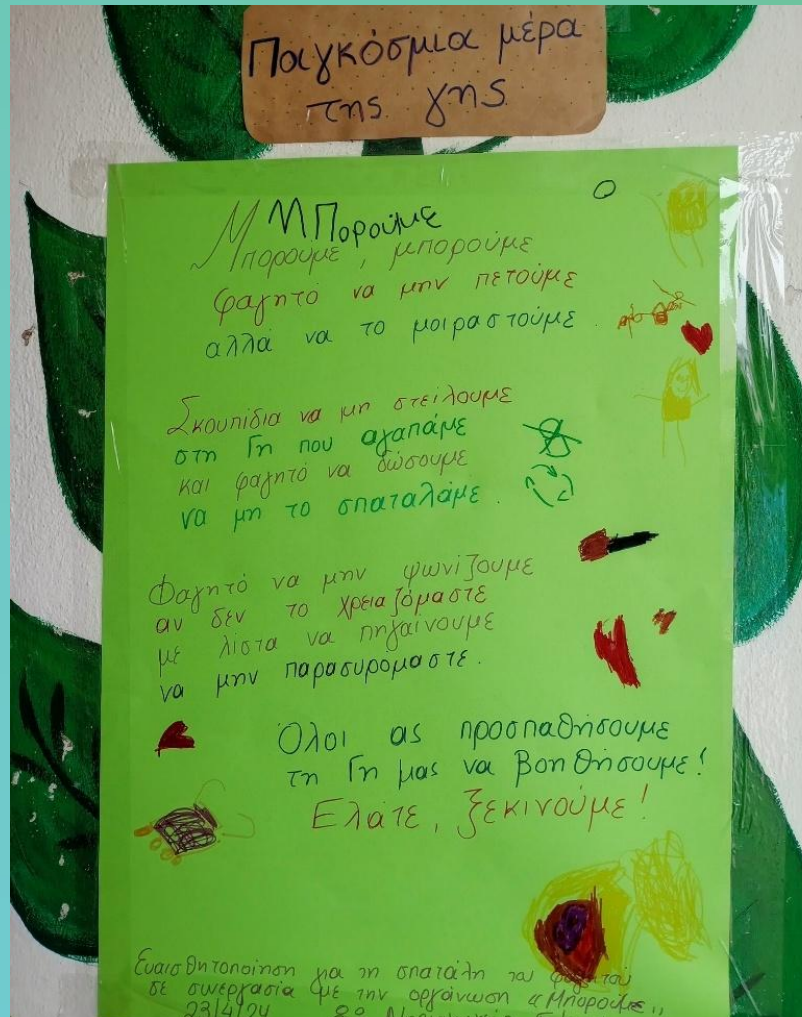 Παγκόσμια μέρα
της γης
Μ Μπορούμε
Μπορούμε, μπορούμε
φαγητό να μην πετούμε
αλλά να το μοιραστούμε.
Σκουπίδια να μη στείλουμε
στη Γη που αγαπάμε
και φαγητό να δώσουμε
να μη το σπαταλάμε.
Φαγητό να μην ψωνίζουμε
αν δεν το χρειαζόμαστε
με λίστα να πηγαίνουμε
να μην παρασυρόμαστε.
Όλοι ας προσπαθήσουμε
τη Γη μας να βοηθήσουμε!
Ελάτε, ξεκινούμε!
Ευαισθητοποίηση για τη σπατάλη του φαγητού
σε συνεργασία με την οργάνωση «Μπορούμε»
23/4/24 8ο